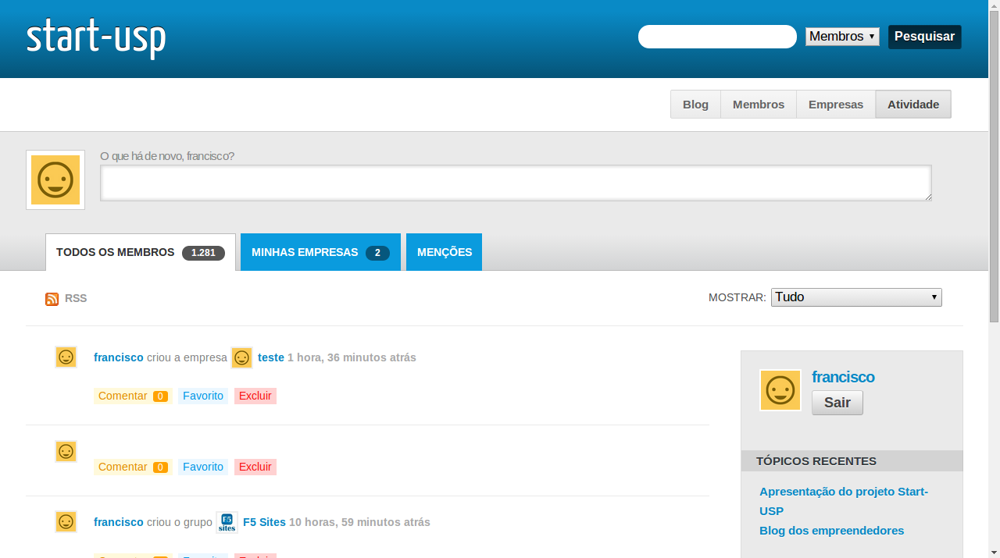 start-usp
Membros Pesquisar
Blog Membros Empresas Atividade
O que há de novo, francisco?
TODOS OS MEMBROS 1.281 MINHAS EMPRESAS 2 MENÇÕES
RSS MOSTRAR: Tudo
francisco criou a empresa teste 1 hora, 36 minutos atrás
Comentar 0 Favorito Excluir
Comentar 0 Favorito Excluir
francisco criou o grupo F5 sites F5 Sites 10 horas, 59 minutos atrás
Comentar Favorito Excluir
francisco
Sair
TÓPICOS RECENTES
Apresentação do projeto Start-
USP
Blog dos empreendedores